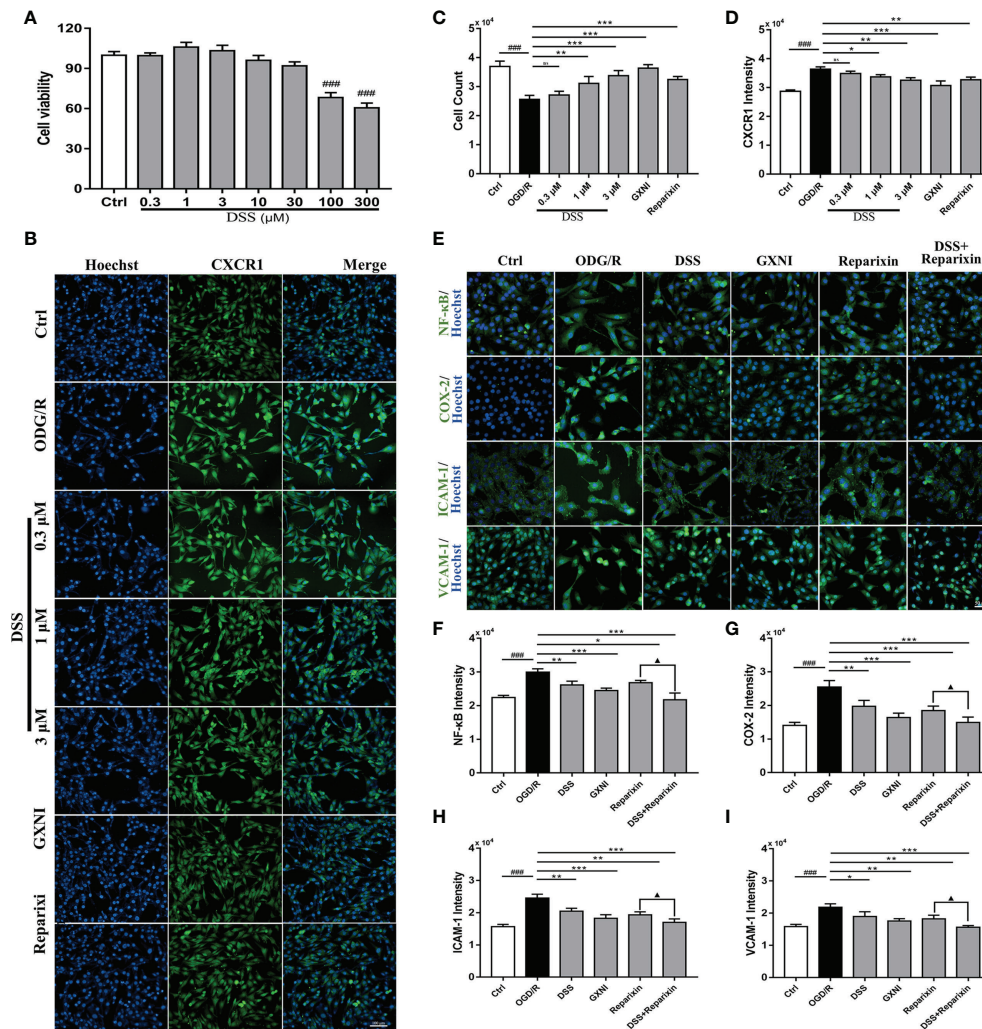 A
Cell viability
120
90
60
30
0
###
###
Ctrl 0.3 1 3 10 30 100 300
DSS (μM)
C
x 10⁴
Cell Count
5
4
3
2
1
0
***
***
***
**
ns
###
Ctrl OGD/R 0.3 μM 1 μM 3 μM GXNI Reparixin
DSS
D
x 10⁴
CXCR1 Intensity
5
4
3
2
1
0
**
***
**
*
ns
###
Ctrl OGD/R 0.3 μM 1 μM 3 μM GXNI Reparixin
DSS
B
Hoechst CXCR1 Merge
Ctrl
ODG/R
DSS
0.3 μM
1 μM
3 μM
GXNI
Reparixi
E
Ctrl ODG/R DSS GXNI Reparixin DSS+
Reparixin
NF-κB/
Hoechst
COX-2/
Hoechst
ICAM-1/
Hoechst
VCAM-1/
Hoechst
F
x 10⁴
NF-κB Intensity
4
3
2
1
0
***
*
***
**
###
▲
Ctrl OGD/R DSS GXNI Reparixin DSS+Reparixin
G
x 10⁴
COX-2 Intensity
4
3
2
1
0
***
***
***
**
###
▲
Ctrl OGD/R DSS GXNI Reparixin DSS+Reparixin
H
x 10⁴
ICAM-1 Intensity
4
3
2
1
0
***
**
***
**
###
▲
Ctrl OGD/R DSS GXNI Reparixin DSS+Reparixin
I
x 10⁴
VCAM-1 Intensity
4
3
2
1
0
***
**
**
*
###
▲
Ctrl OGD/R DSS GXNI Reparixin DSS+Reparixin